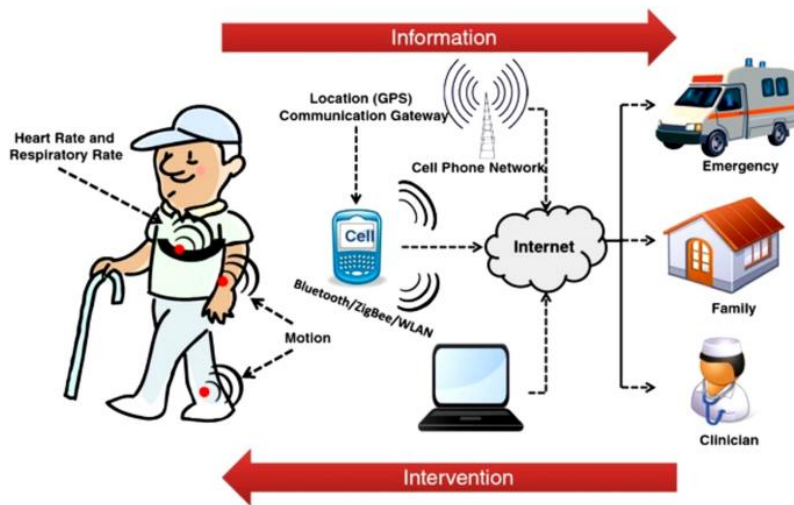 Information
Location (GPS)
Communication Gateway
Heart Rate and
Respiratory Rate
Cell Phone Network
Emergency
Cell
Internet
Bluetooth/ZigBee/WLAN
Family
Motion
Clinician
Intervention